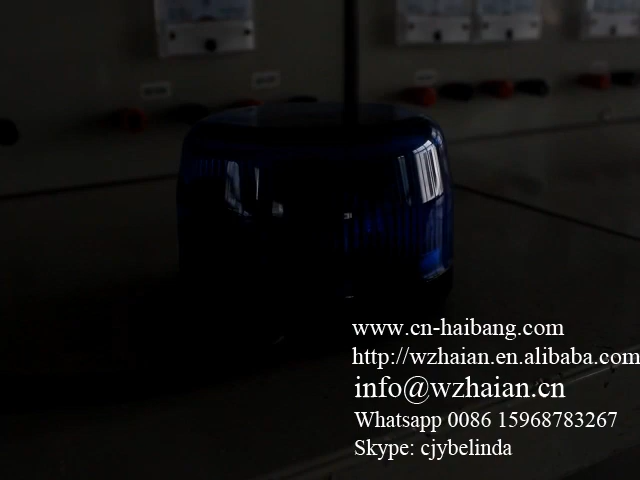 www.cn-haibang.com
http://wzhaian.en.alibaba.com
info@wzhaian.cn
Whatsapp 0086 15968783267
Skype: cjybelinda